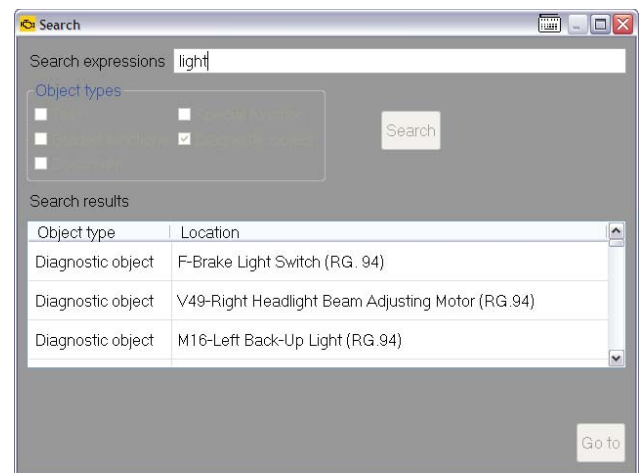 Search
Search expressions light
Object types
Diagnostic object
Search
Search results
Object type Location
Diagnostic object F-Brake Light Switch (RG. 94)
Diagnostic object V49-Right Headlight Beam Adjusting Motor (RG.94)
Diagnostic object M16-Left Back-Up Light (RG.94)
Go to